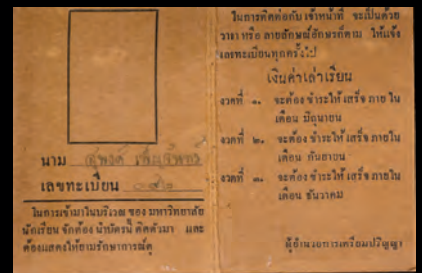 นาม
เลขทะเบียน
ในการเข้ามาในบริเวณ ของ มหาวิทยาลัย
นักเรียน จักต้อง นำบัตรนี้ ติดตัวมา และ
ต้องแสดงให้ยามรักษาการณ์ดู
ในการติดต่อกับ เจ้าหน้าที่ จะเป็นด้วย
วาจา หรือ ลายลักษณ์อักษรก็ตาม ให้แจ้ง
เลขทะเบียนทุกครั้งไป
เงินค่าเล่าเรียน
งวดที่ ๑. จะต้อง ชำระให้ เสร็จ ภาย ใน
เดือน มิถุนายน
งวดที่ ๒. จะต้อง ชำระให้ เสร็จ ภายใน
เดือน กันยายน
งวดที่ ๓. จะต้อง ชำระให้ เสร็จ ภายใน
เดือน ธันวาคม
ผู้อำนวยการเตรียมปริญญา